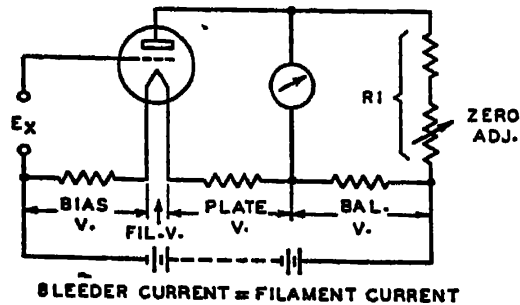 R1
ZERO
ADJ.
Ex
BIAS
V.
FIL.V.
PLATE
V.
BAL.
V.
BLEEDER CURRENT = FILAMENT CURRENT